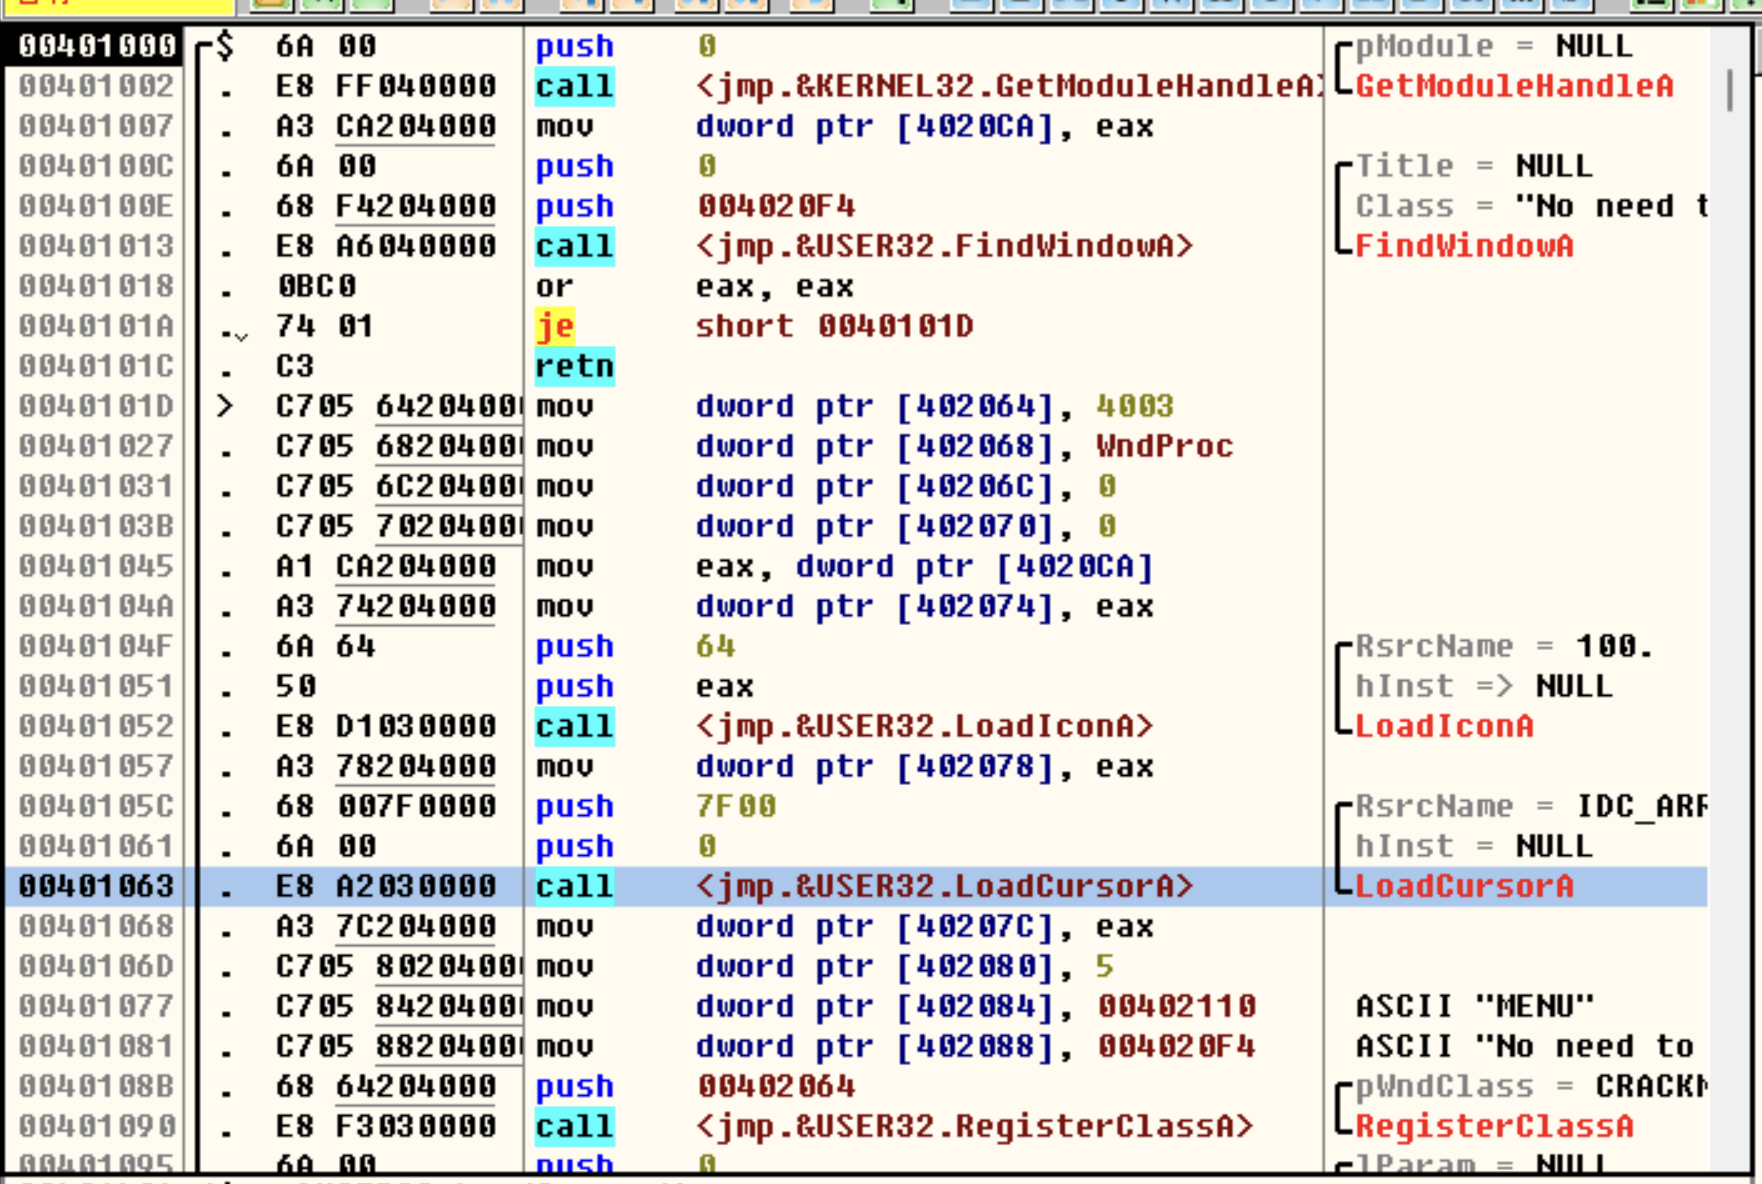 00401000 $ 6A 00 push 0 pModule = NULL
00401002 . E8 FF040000 call <jmp.&KERNEL32.GetModuleHandleA> GetModuleHandleA
00401007 . A3 CA204000 mov dword ptr [4020CA], eax
0040100C . 6A 00 push 0 Title = NULL
0040100E . 68 F4204000 push 004020F4 Class = "No need t
00401013 . E8 A6040000 call <jmp.&USER32.FindWindowA> FindWindowA
00401018 . 0BC0 or eax, eax
0040101A . 74 01 je short 0040101D
0040101C . C3 retn
0040101D > C705 64204000 mov dword ptr [402064], 4003
00401027 . C705 68204000 mov dword ptr [402068], WndProc
00401031 . C705 6C204000 mov dword ptr [40206C], 0
0040103B . C705 70204000 mov dword ptr [402070], 0
00401045 . A1 CA204000 mov eax, dword ptr [4020CA]
0040104A . A3 74204000 mov dword ptr [402074], eax
0040104F . 6A 64 push 64 RsrcName = 100.
00401051 . 50 push eax hInst => NULL
00401052 . E8 D1030000 call <jmp.&USER32.LoadIconA> LoadIconA
00401057 . A3 78204000 mov dword ptr [402078], eax
0040105C . 68 007F0000 push 7F00 RsrcName = IDC_ARR
00401061 . 6A 00 push 0 hInst = NULL
00401063 . E8 A2030000 call <jmp.&USER32.LoadCursorA> LoadCursorA
00401068 . A3 7C204000 mov dword ptr [40207C], eax
0040106D . C705 80204000 mov dword ptr [402080], 5
00401077 . C705 84204000 mov dword ptr [402084], 00402110 ASCII "MENU"
00401081 . C705 88204000 mov dword ptr [402088], 004020F4 ASCII "No need to
0040108B . 68 64204000 push 00402064 pWndClass = CRACK
00401090 . E8 F3030000 call <jmp.&USER32.RegisterClassA> RegisterClassA
00401095 . 6A 00 push 0 lParam = NULL